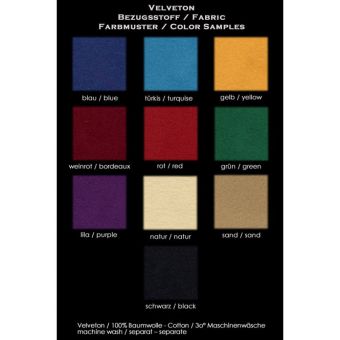 Velveton
Bezugsstoff / Fabric
Farbmuster / Color Samples
blau / blue
türkis / turquise
gelb / yellow
weinrot / bordeaux
rot / red
grün / green
lila / purple
natur / natur
sand / sand
schwarz / black
Velveton / 100% Baumwolle - Cotton / 30° Maschinenwäsche
machine wash / separat – separate